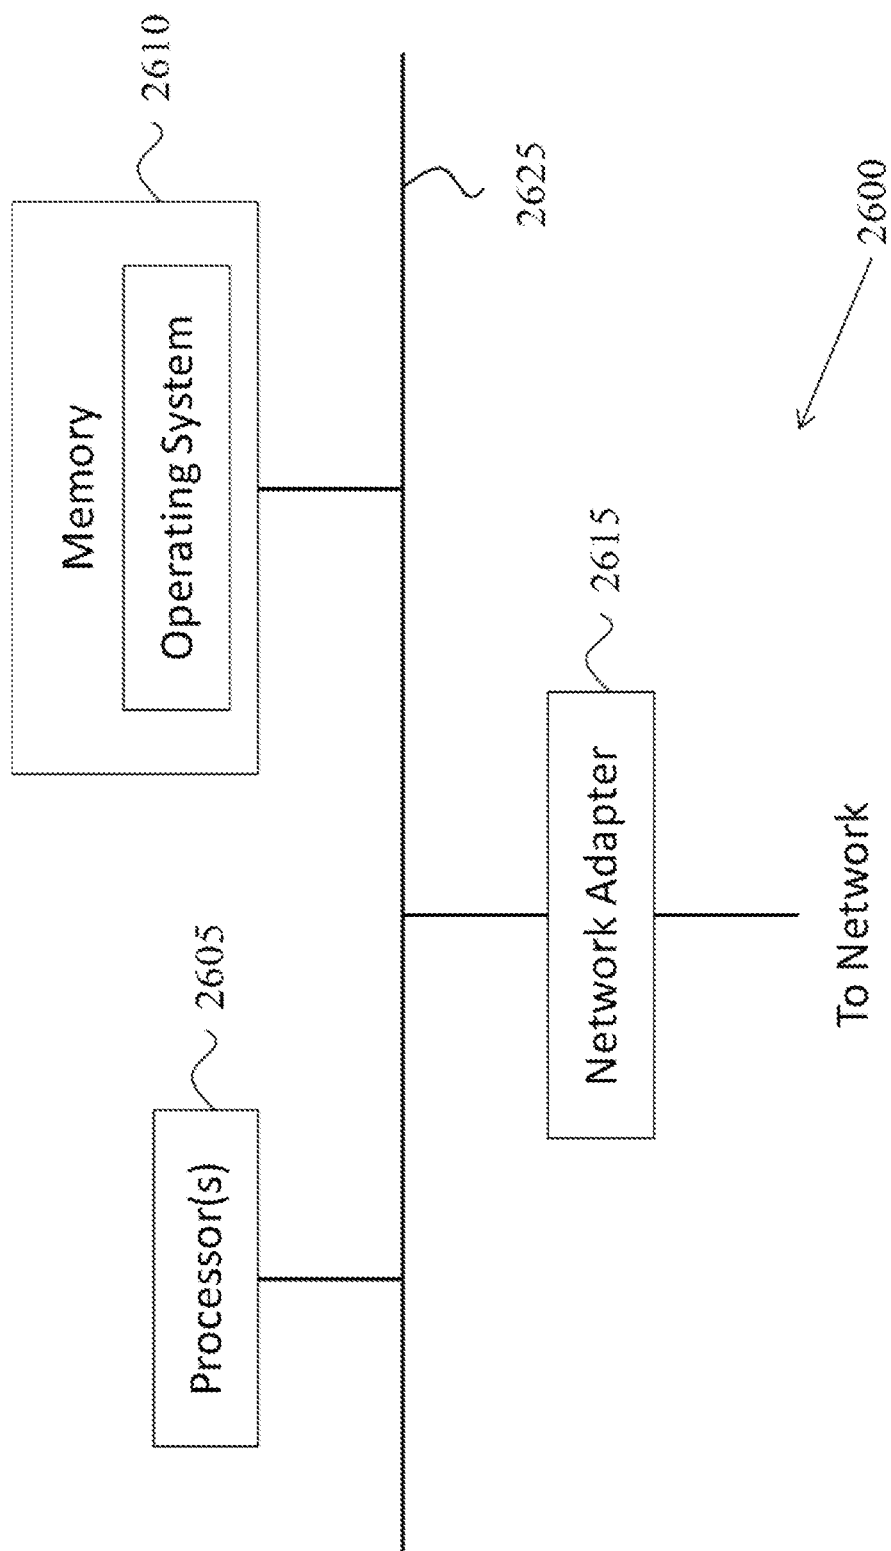 Processor(s)
2605
Memory
Operating System
2610
2625
Network Adapter
2615
To Network
2600